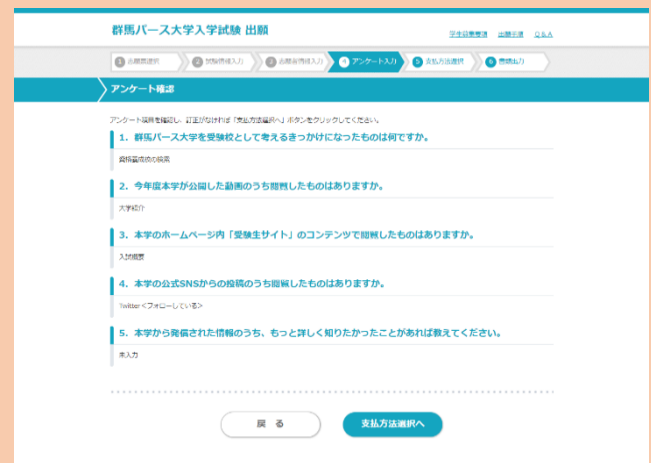 群馬パース大学入学試験 出願
学生募集要項 出願手順 Q&A
1 志願票選択 2 試験情報入力 3 志願者情報入力 4 アンケート入力 5 支払方法選択 6 書類出力
アンケート確認
アンケート項目を確認し、訂正がなければ「支払方法選択へ」ボタンをクリックしてください。
1. 群馬パース大学を受験校として考えるきっかけになったものは何ですか。
資格養成校の検索
2. 今年度本学が公開した動画のうち閲覧したものはありますか。
大学紹介
3. 本学のホームページ内「受験生サイト」のコンテンツで閲覧したものはありますか。
入試概要
4. 本学の公式SNSからの投稿のうち閲覧したものはありますか。
Twitter<フォローしている>
5. 本学から発信された情報のうち、もっと詳しく知りたかったことがあれば教えてください。
未入力
戻 る 支払方法選択へ